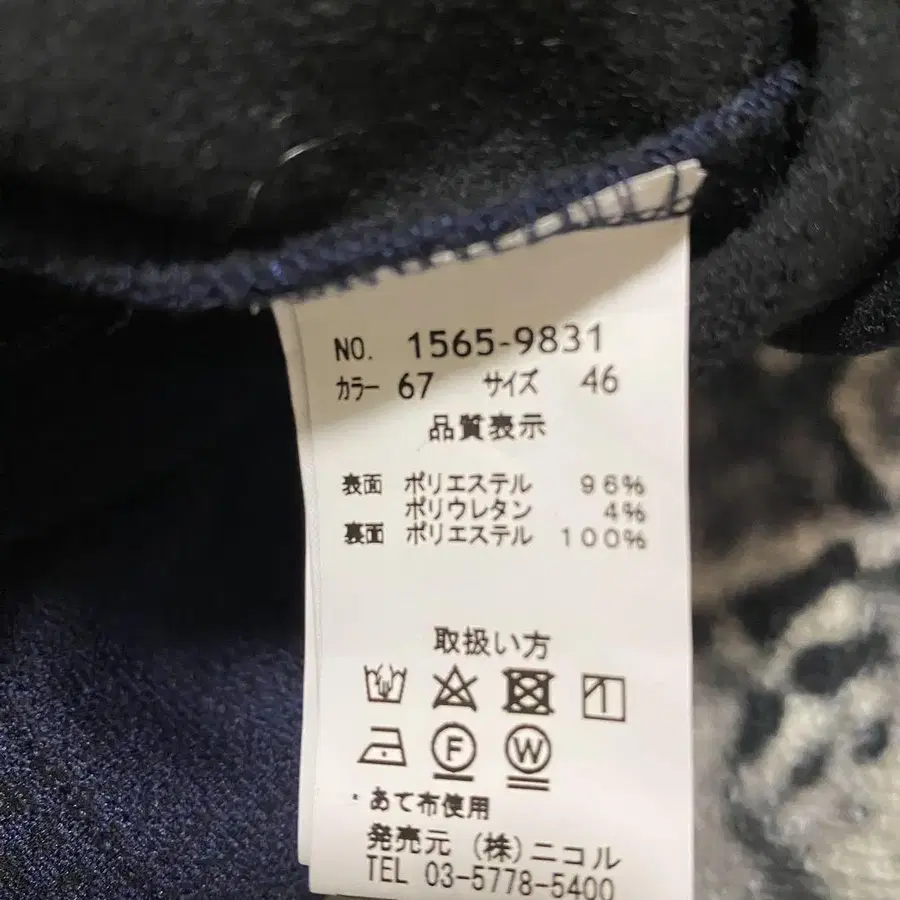 NO. 1565-9831
カラー 67 サイズ 46
品質表示
表面 ポリエステル 96%
ポリウレタン 4%
裏面 ポリエステル 100%
取扱い方
F W
・あて布使用
発売元 (株)ニコル
TEL 03-5778-5400